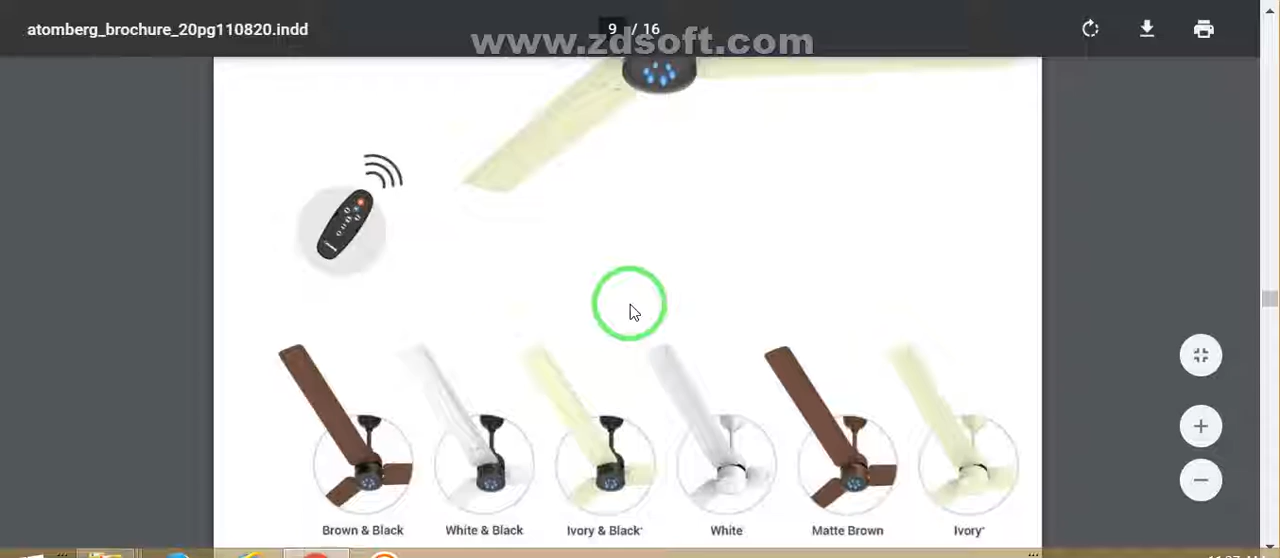 atomberg_brochure_20pg110820.indd
9 / 16
www.zdsoft.com
Brown & Black
White & Black
Ivory & Black*
White
Matte Brown
Ivory*